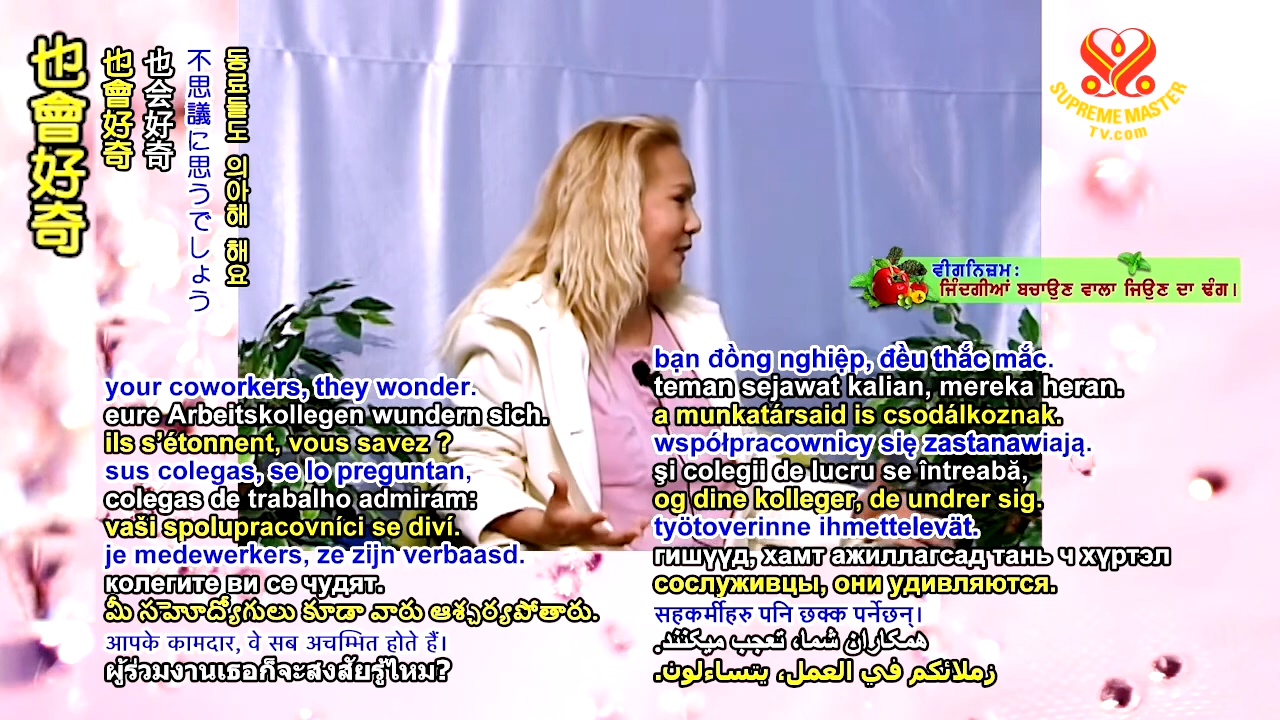 也會好奇
也會好奇
也会好奇
不思議に思うでしょう
동료들도 의아해 해요
SUPREME MASTER
TV.com
ਵੀਗਨਿਜ਼ਮ:
ਜਿੰਦਗੀਆਂ ਬਚਾਉਣ ਵਾਲਾ ਜਿਉਣ ਦਾ ਢੰਗ।
your coworkers, they wonder.
eure Arbeitskollegen wundern sich.
ils s'étonnent, vous savez ?
sus colegas, se lo preguntan,
colegas de trabalho admiram:
vaši spolupracovníci se diví.
je medewerkers, ze zijn verbaasd.
колегите ви се чудят.
మీ సహొద్యోగులు కూడా వారు ఆశ్చర్యపోతారు.
आपके कामदार, वे सब अचम्भित होते हैं।
ผู้ร่วมงานเธอก็จะสงสัยรู้ไหม?
bạn đồng nghiệp, đều thắc mắc.
teman sejawat kalian, mereka heran.
a munkatársaid is csodálkoznak.
współpracownicy się zastanawiają.
şi colegii de lucru se întreabă,
og dine kolleger, de undrer sig.
työtoverinne ihmettelevät.
гишүүд, хамт ажиллагсад тань ч хүртэл
сослуживцы, они удивляются.
सहकर्मीहरु पनि छक्क पर्नेछन्।
همکاران شما، تعجب میکنند.
زملائكم في العمل، يتساءلون.